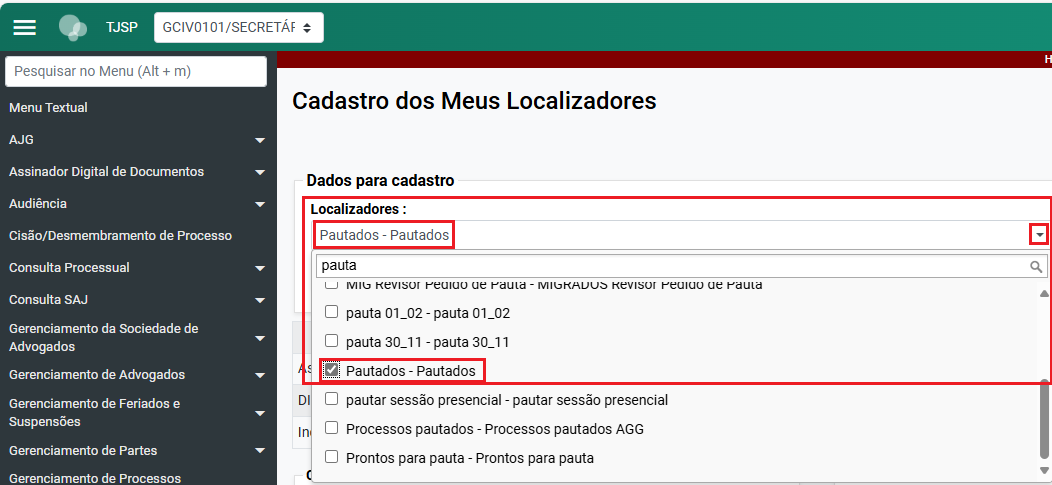 TJSP
GCIV0101/SECRETÁR
Pesquisar no Menu (Alt + m)
H
Menu Textual
AJG
Assinador Digital de Documentos
Audiência
Cisão/Desmembramento de Processo
Consulta Processual
Consulta SAJ
Gerenciamento da Sociedade de
Advogados
Gerenciamento de Advogados
Gerenciamento de Feriados e
Suspensões
Gerenciamento de Partes
Gerenciamento de Processos
Cadastro dos Meus Localizadores
Dados para cadastro
Localizadores :
Pautados - Pautados
pauta
MIG Revisor Pedido de Pauta - MIGRADOS Revisor Pedido de Pauta
pauta 01_02 - pauta 01_02
pauta 30_11 - pauta 30_11
As
Pautados - Pautados
DI
pautar sessão presencial - pautar sessão presencial
In
Processos pautados - Processos pautados AGG
Prontos para pauta - Prontos para pauta